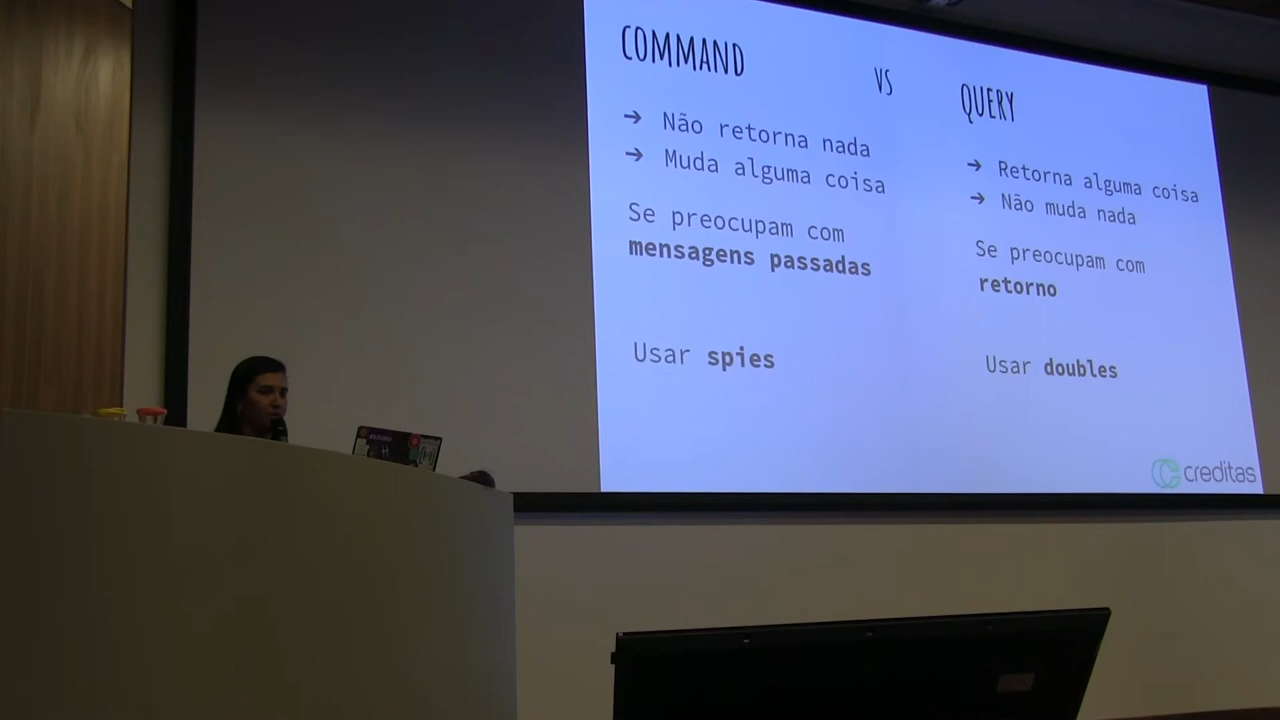 COMMAND
VS
QUERY
➔ Não retorna nada
➔ Muda alguma coisa
Se preocupam com
mensagens passadas
Usar spies
➔ Retorna alguma coisa
➔ Não muda nada
Se preocupam com
retorno
Usar doubles
creditas